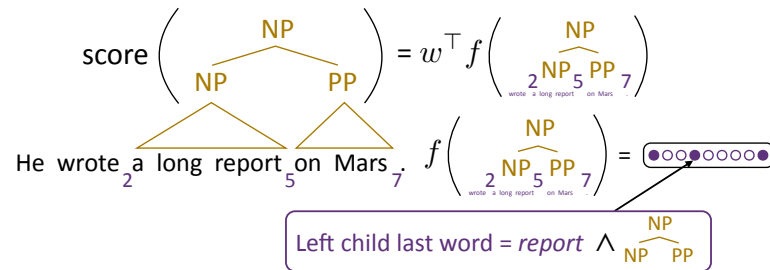 NP
score ( NP PP ) = w⊤ f ( NP 2 NP 5 PP 7 )
wrote a long report on Mars .
He wrote a long report on Mars .
2 5 7
f ( NP 2 NP 5 PP 7 ) =
wrote a long report on Mars .
Left child last word = report ∧ NP
NP PP